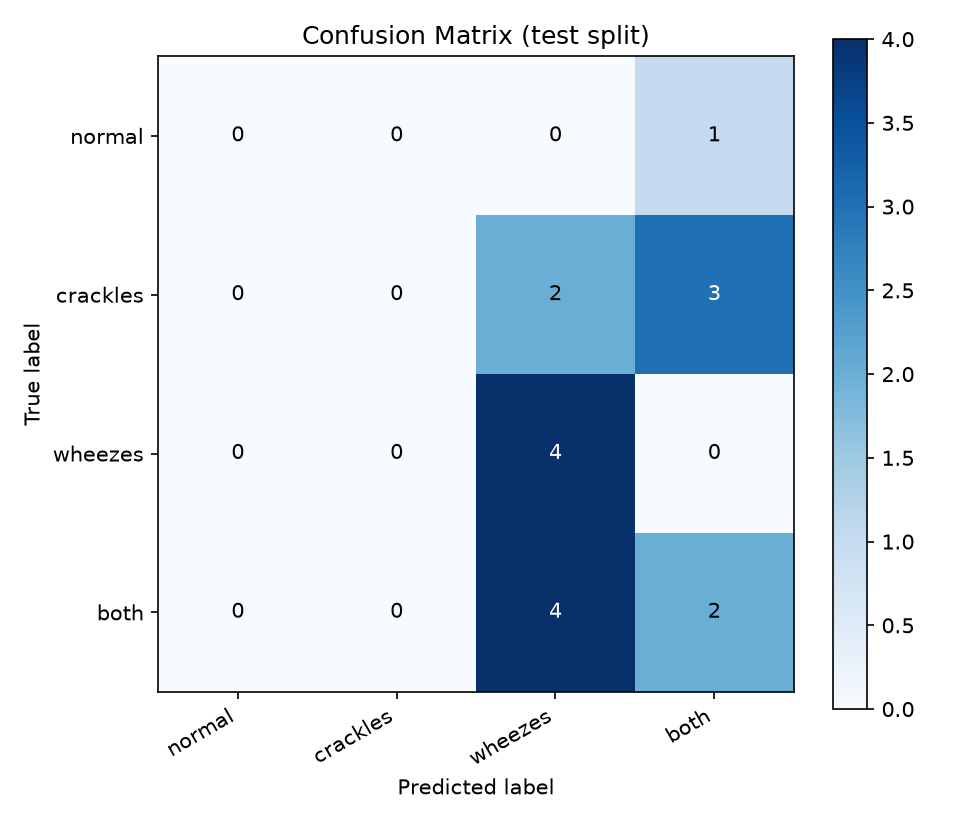 Confusion Matrix (test split)
True label
normal 0 0 0 1
crackles 0 0 2 3
wheezes 0 0 4 0
both 0 0 4 2
normal crackles wheezes both
Predicted label
4.0
3.5
3.0
2.5
2.0
1.5
1.0
0.5
0.0